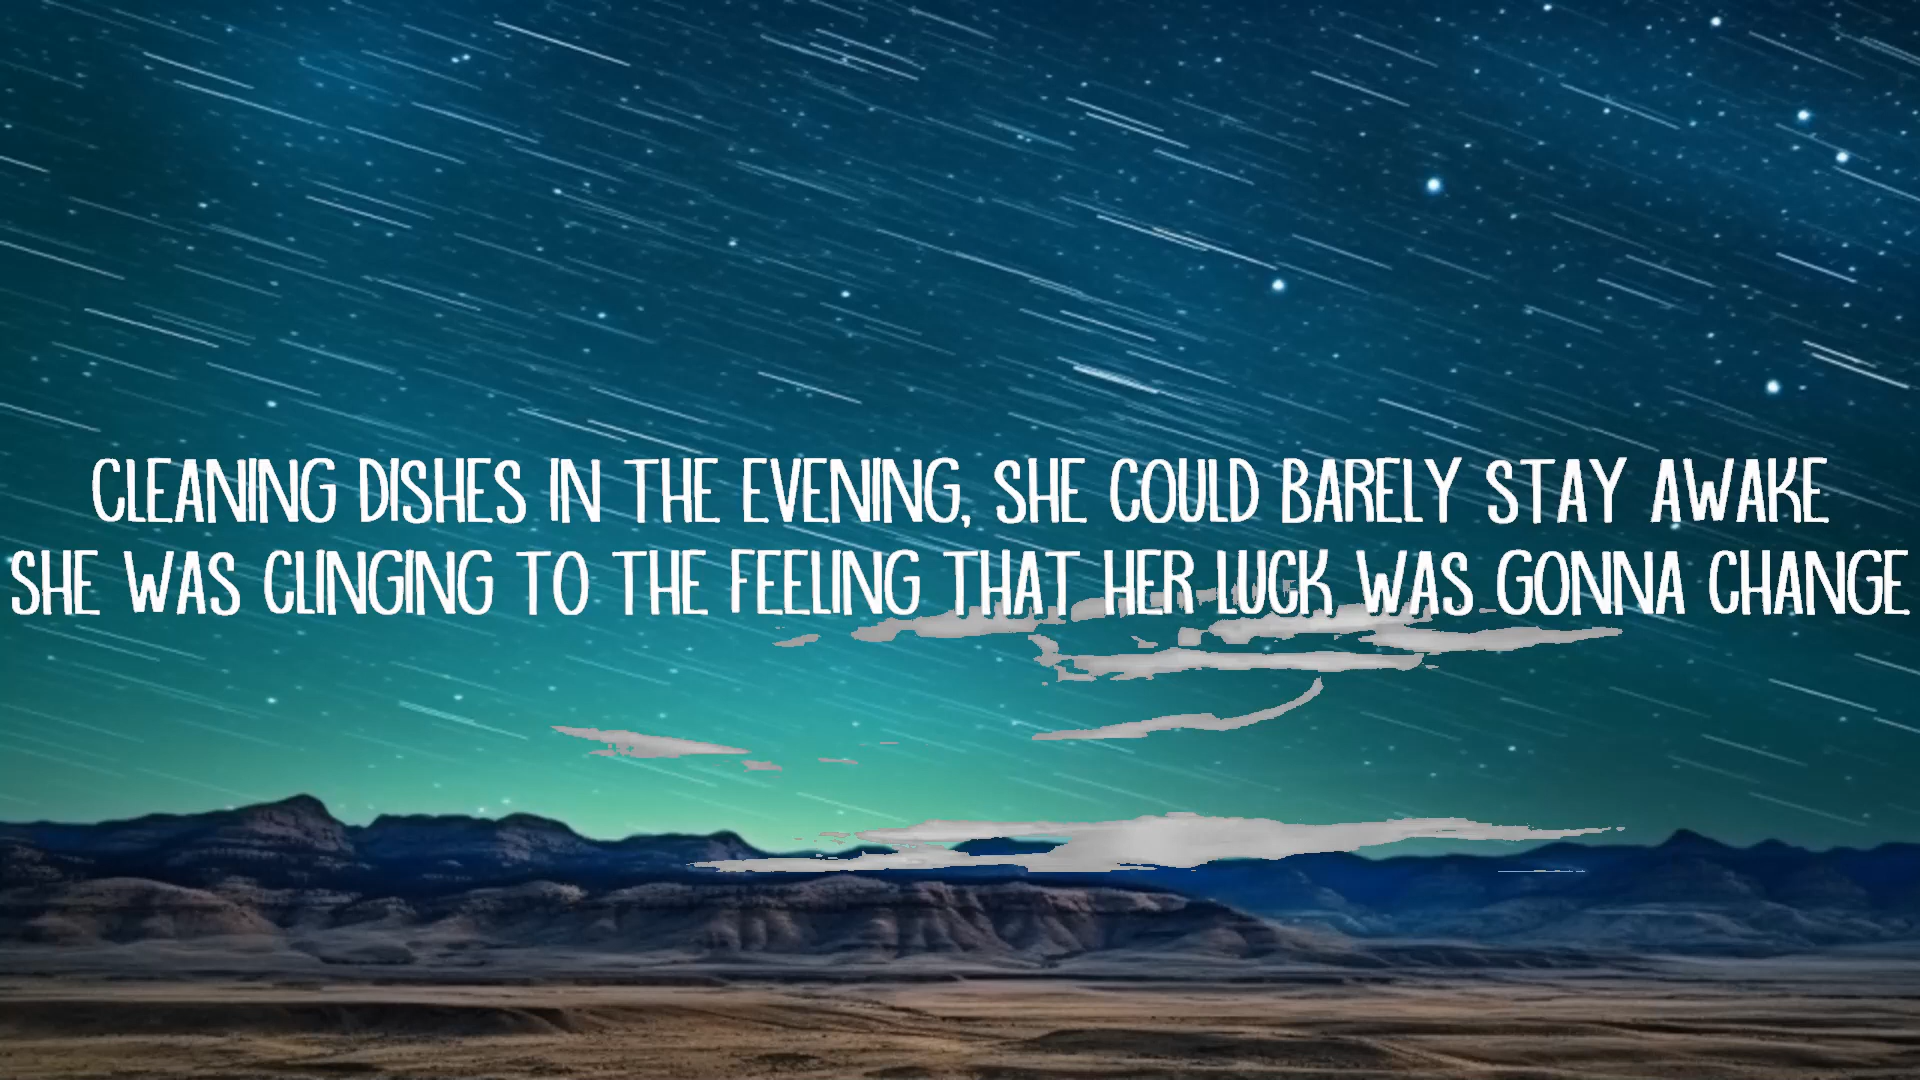 CLEANING DISHES IN THE EVENING, SHE COULD BARELY STAY AWAKE
SHE WAS CLINGING TO THE FEELING THAT HER LUCK WAS GONNA CHANGE